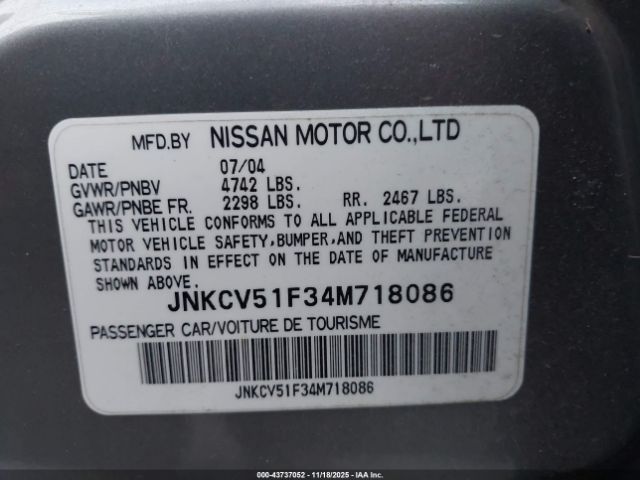 MFD.BY NISSAN MOTOR CO.,LTD
DATE 07/04
GVWR/PNBV 4742 LBS.
GAWR/PNBE FR. 2298 LBS. RR. 2467 LBS.
THIS VEHICLE CONFORMS TO ALL APPLICABLE FEDERAL
MOTOR VEHICLE SAFETY,BUMPER,AND THEFT PREVENTION
STANDARDS IN EFFECT ON THE DATE OF MANUFACTURE
SHOWN ABOVE.
JNKCV51F34M718086
PASSENGER CAR/VOITURE DE TOURISME
JNKCV51F34M718086
000-43737052 - 11/18/2025 - IAA Inc.